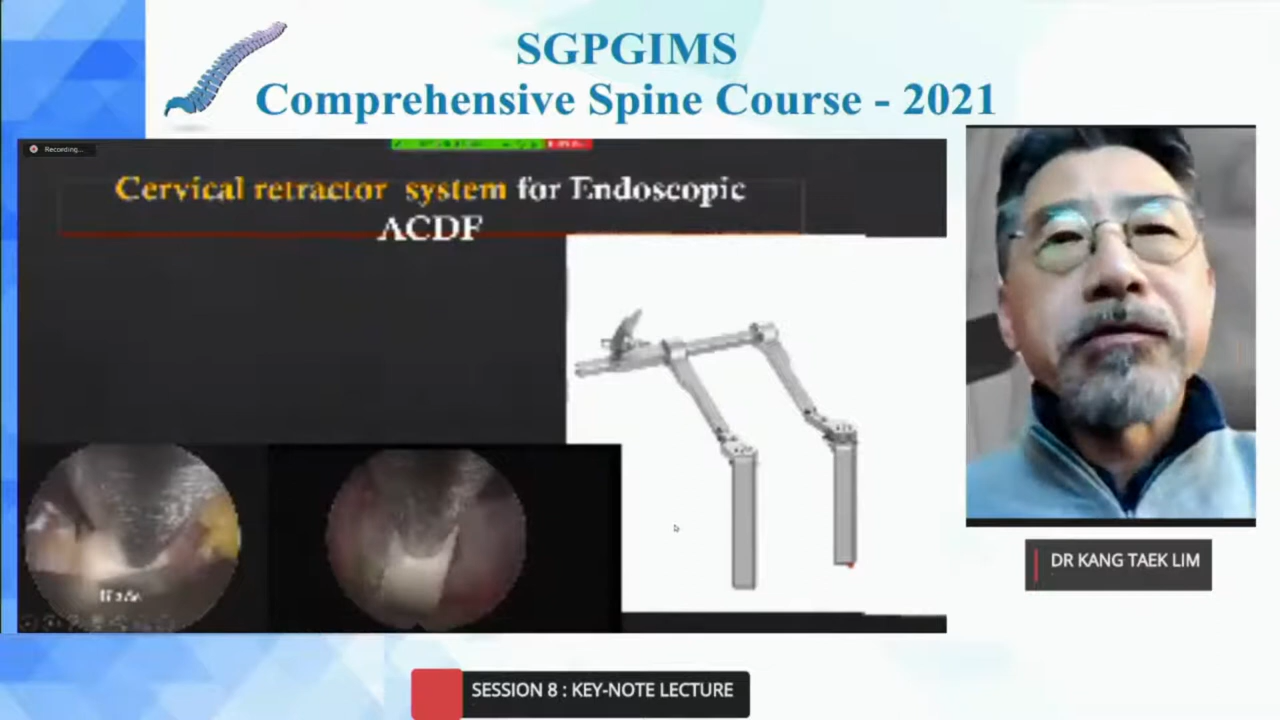 SGPGIMS
Comprehensive Spine Course - 2021
Recording...
Cervical retractor system for Endoscopic
ACDF
DR KANG TAEK LIM
SESSION 8 : KEY-NOTE LECTURE